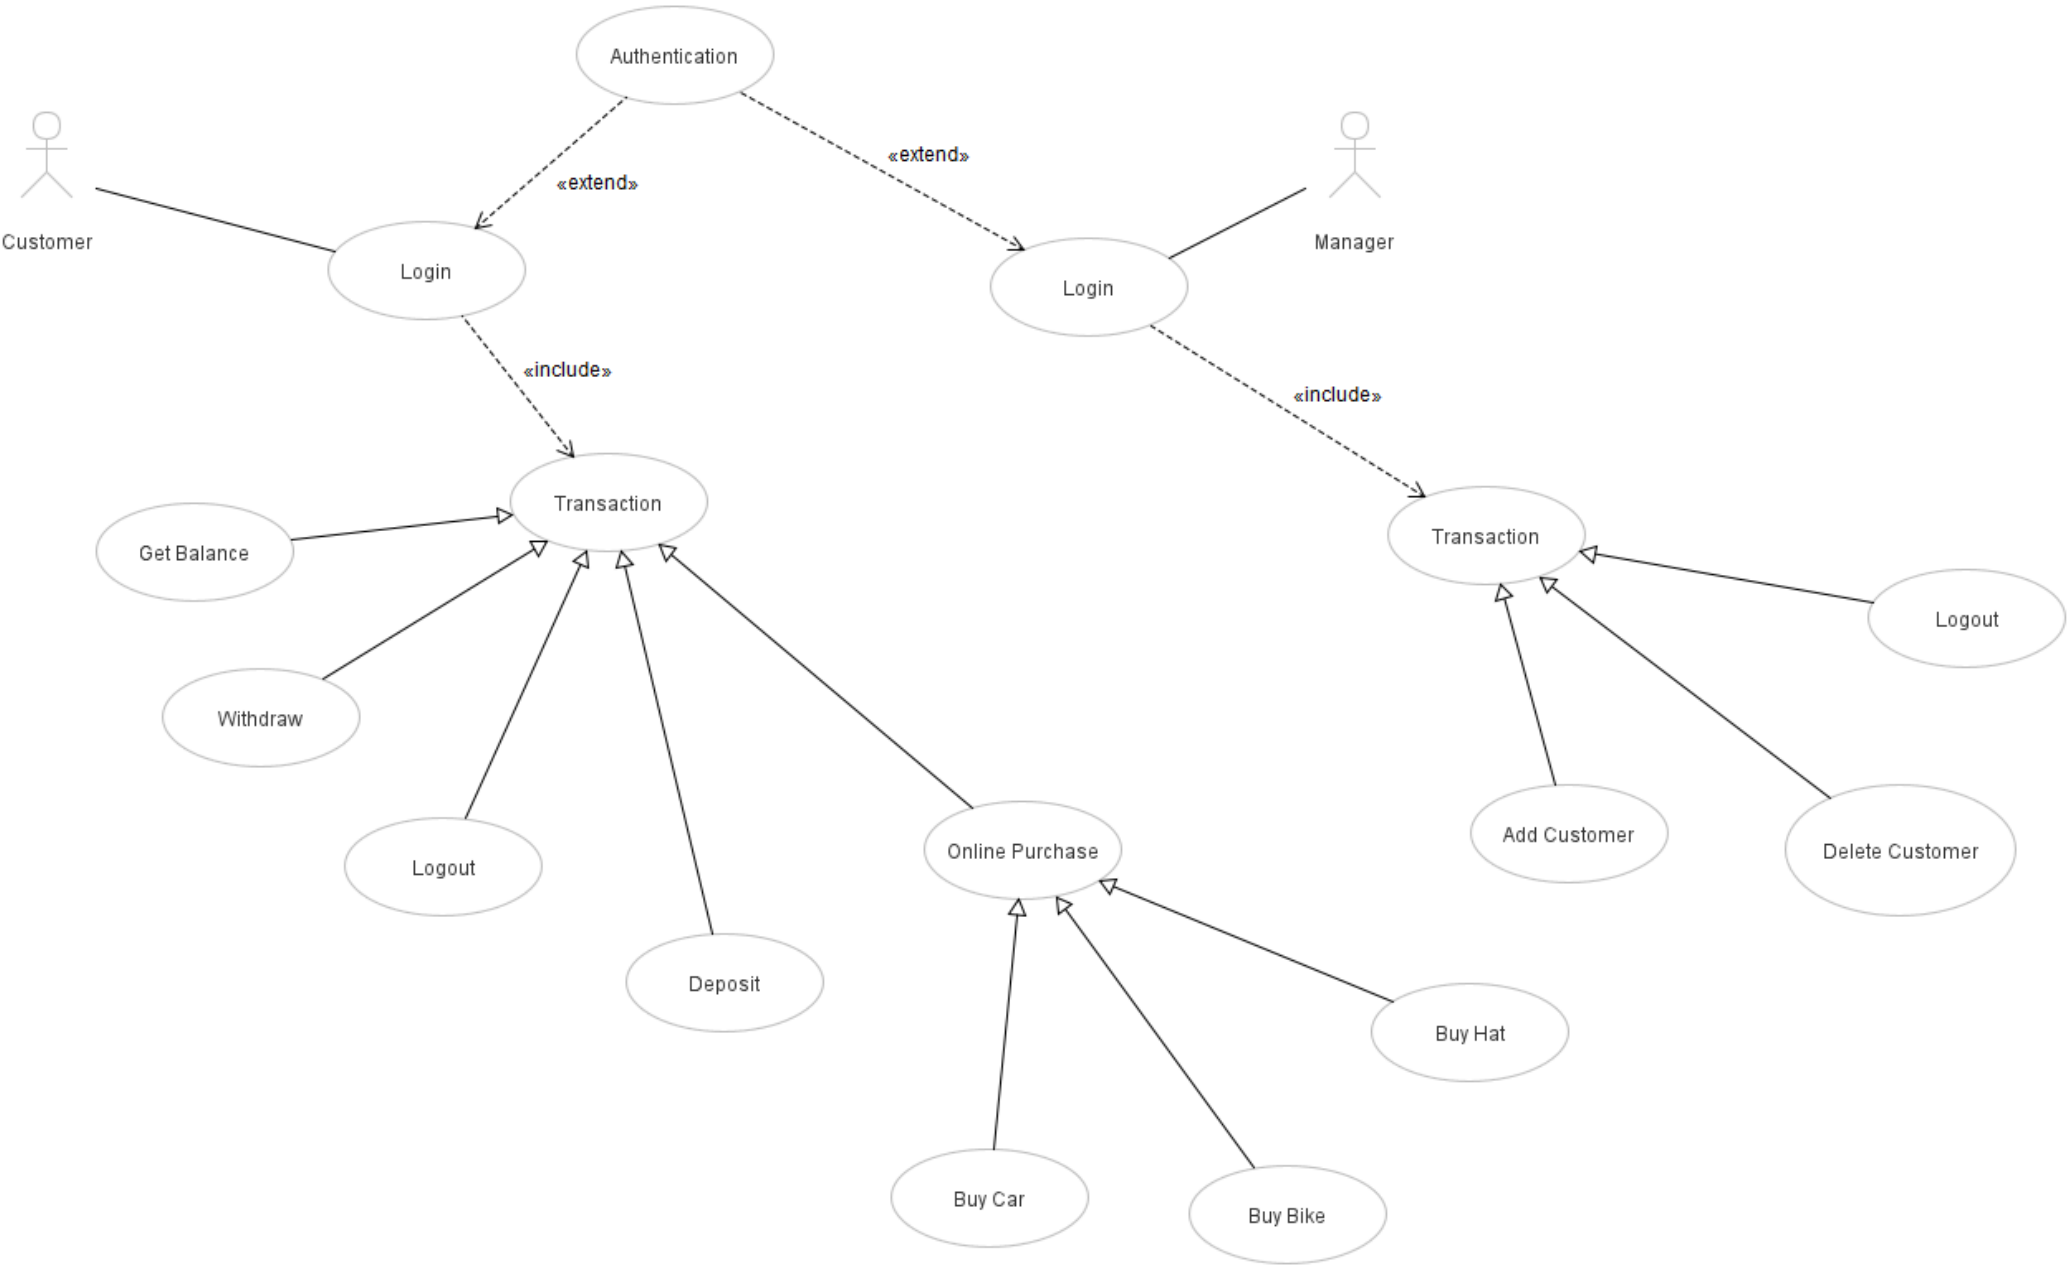 Authentication
«extend»
«extend»
Customer
Manager
Login
Login
«include»
«include»
Transaction
Transaction
Get Balance
Logout
Withdraw
Logout
Online Purchase
Add Customer
Delete Customer
Deposit
Buy Hat
Buy Car
Buy Bike